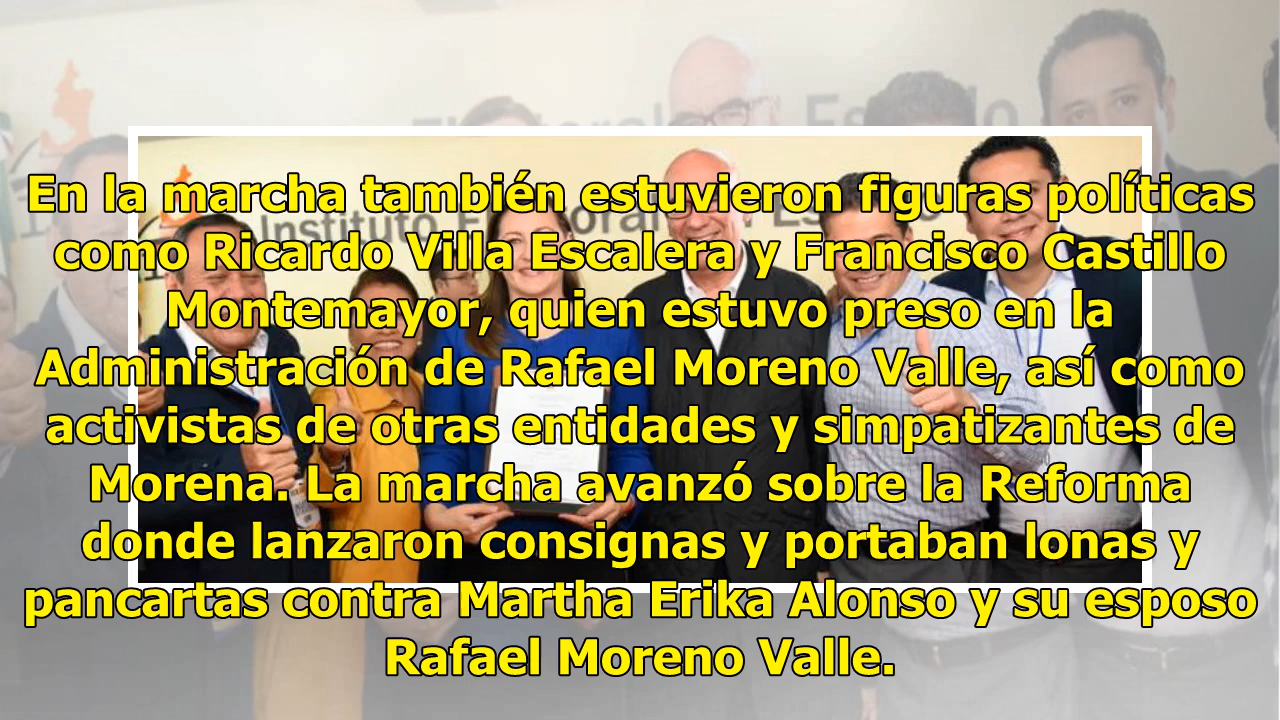 En la marcha también estuvieron figuras políticas
como Ricardo Villa Escalera y Francisco Castillo
Montemayor, quien estuvo preso en la
Administración de Rafael Moreno Valle, así como
activistas de otras entidades y simpatizantes de
Morena. La marcha avanzó sobre la Reforma
donde lanzaron consignas y portaban lonas y
pancartas contra Martha Erika Alonso y su esposo
Rafael Moreno Valle.
Instituto